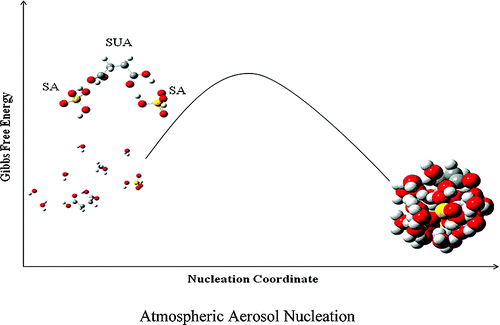 SUA
SA
SA
Gibbs Free Energy
Nucleation Coordinate
Atmospheric Aerosol Nucleation